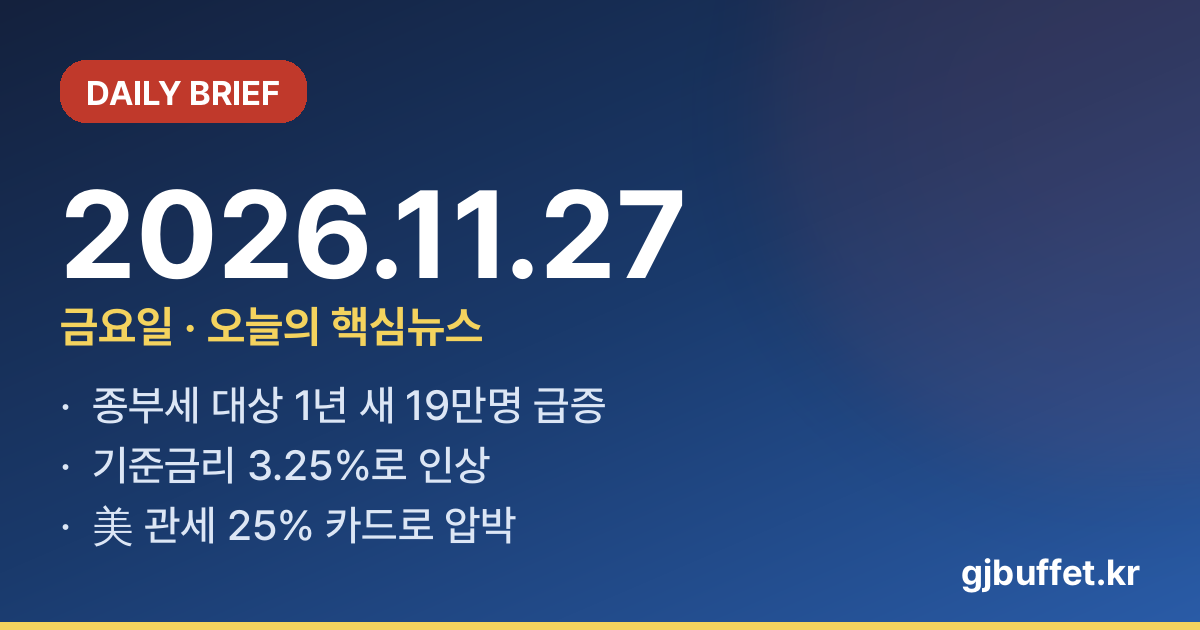 DAILY BRIEF
2026.11.27
금요일 · 오늘의 핵심뉴스
· 종부세 대상 1년 새 19만명 급증
· 기준금리 3.25%로 인상
· 美 관세 25% 카드로 압박
gjbuffet.kr